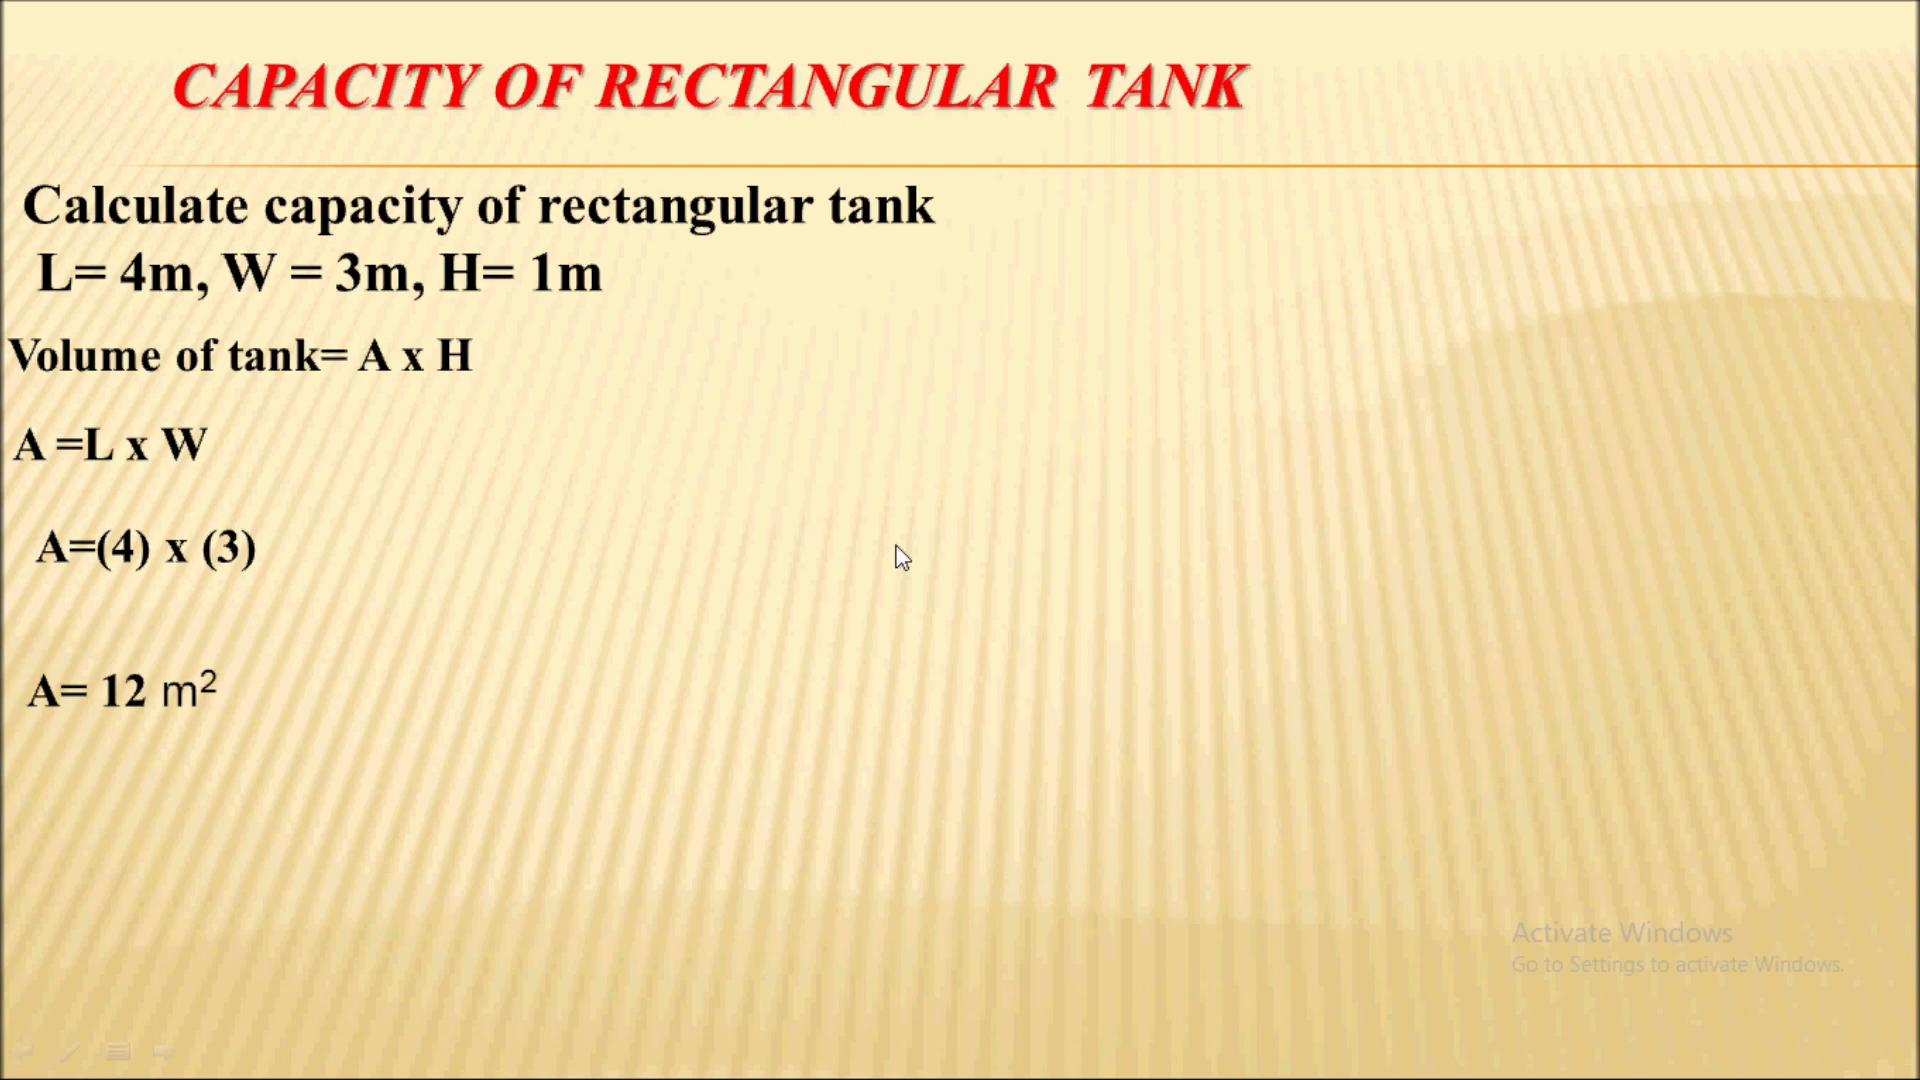 CAPACITY OF RECTANGULAR TANK
Calculate capacity of rectangular tank
L= 4m, W = 3m, H= 1m
Volume of tank= A x H
A =L x W
A=(4) x (3)
A= 12 m²
Activate Windows
Go to Settings to activate Windows.